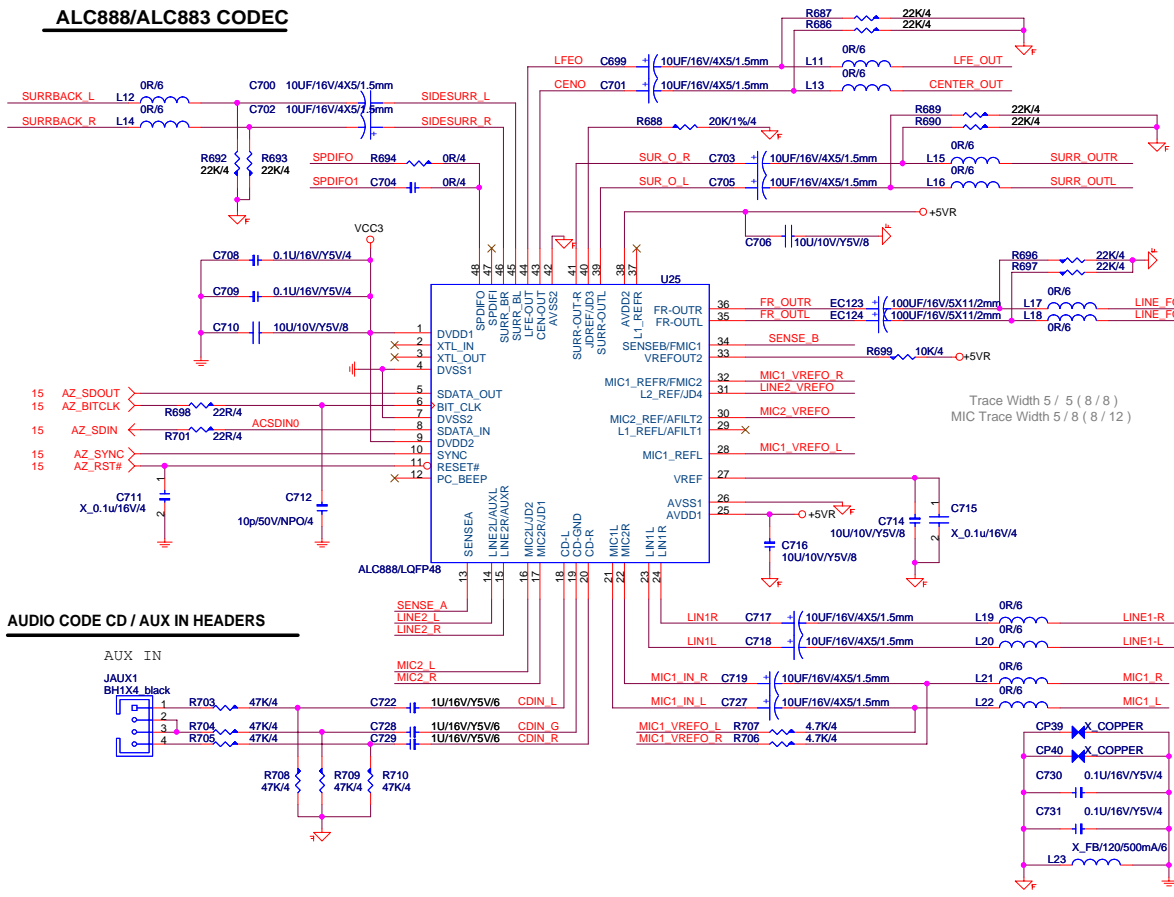 ALC888/ALC883 CODEC
R687 22K/4
R686 22K/4
LFEO C699 10UF/16V/4X5/1.5mm L11 0R/6 LFE_OUT
CENO C701 10UF/16V/4X5/1.5mm L13 0R/6 CENTER_OUT
SURRBACK_L L12 0R/6 C700 10UF/16V/4X5/1.5mm SIDESURR_L
SURRBACK_R L14 0R/6 C702 10UF/16V/4X5/1.5mm SIDESURR_R
R692 22K/4
R693 22K/4
SPDIFO R694 0R/4
SPDIFO1 C704 0R/4
R688 20K/1%/4
R689 22K/4
R690 22K/4
SUR_O_R C703 10UF/16V/4X5/1.5mm L15 0R/6 SURR_OUTR
SUR_O_L C705 10UF/16V/4X5/1.5mm L16 0R/6 SURR_OUTL
+5VR
C706 10U/10V/Y5V/8
VCC3
C708 0.1U/16V/Y5V/4
C709 0.1U/16V/Y5V/4
C710 10U/10V/Y5V/8
R696 22K/4
R697 22K/4
U25
48 SPDIFO
47 SPDIFI
46 SURR_BR
45 SURR_BL
44 LFE-OUT
43 CEN-OUT
42 AVSS2
41 SURR-OUT-R
40 JDREF/JD3
39 SURR-OUTL
38 AVDD2
37 L1_REFR
1 DVDD1
2 XTL_IN
3 XTL_OUT
4 DVSS1
5 SDATA_OUT
6 BIT_CLK
7 DVSS2
8 SDATA_IN
9 DVDD2
10 SYNC
11 RESET#
12 PC_BEEP
FR-OUTR 36 FR_OUTR EC123 100UF/16V/5X11/2mm L17 0R/6 LINE_FO
FR-OUTL 35 FR_OUTL EC124 100UF/16V/5X11/2mm L18 0R/6 LINE_FO
SENSEB/FMIC1 34 SENSE_B
VREFOUT2 33 R699 10K/4 +5VR
MIC1_REFR/FMIC2 32 MIC1_VREFO_R
L2_REF/JD4 31 LINE2_VREFO
MIC2_REF/AFILT2 30 MIC2_VREFO
L1_REFL/AFILT1 29
MIC1_REFL 28 MIC1_VREFO_L
VREF 27
AVSS1 26
AVDD1 25 +5VR
Trace Width 5 / 5 ( 8 / 8 )
MIC Trace Width 5 / 8 ( 8 / 12 )
15 AZ_SDOUT
15 AZ_BITCLK R698 22R/4
15 AZ_SDIN R701 22R/4 ACSDIN0
15 AZ_SYNC
15 AZ_RST#
C711 X_0.1u/16V/4 1 2
C712 10p/50V/NPO/4
C714 10U/10V/Y5V/8
C715 X_0.1u/16V/4 1 2
C716 10U/10V/Y5V/8
ALC888/LQFP48
13 SENSEA
14 LINE2L/AUXL
15 LINE2R/AUXR
16 MIC2L/JD2
17 MIC2R/JD1
18 CD-L
19 CD-GND
20 CD-R
21 MIC1L
22 MIC2R
23 LIN1L
24 LIN1R
SENSE_A
LINE2_L
LINE2_R
MIC2_L
MIC2_R
LIN1R C717 10UF/16V/4X5/1.5mm L19 0R/6 LINE1-R
LIN1L C718 10UF/16V/4X5/1.5mm L20 0R/6 LINE1-L
MIC1_IN_R C719 10UF/16V/4X5/1.5mm L21 0R/6 MIC1_R
MIC1_IN_L C727 10UF/16V/4X5/1.5mm L22 0R/6 MIC1_L
MIC1_VREFO_L R707 4.7K/4
MIC1_VREFO_R R706 4.7K/4
AUDIO CODE CD / AUX IN HEADERS
AUX IN
JAUX1
BH1X4_black
1 R703 47K/4 C722 1U/16V/Y5V/6 CDIN_L
2
3 R704 47K/4 C728 1U/16V/Y5V/6 CDIN_G
4 R705 47K/4 C729 1U/16V/Y5V/6 CDIN_R
R708 47K/4
R709 47K/4
R710 47K/4
CP39 X_COPPER
CP40 X_COPPER
C730 0.1U/16V/Y5V/4
C731 0.1U/16V/Y5V/4
L23 X_FB/120/500mA/6